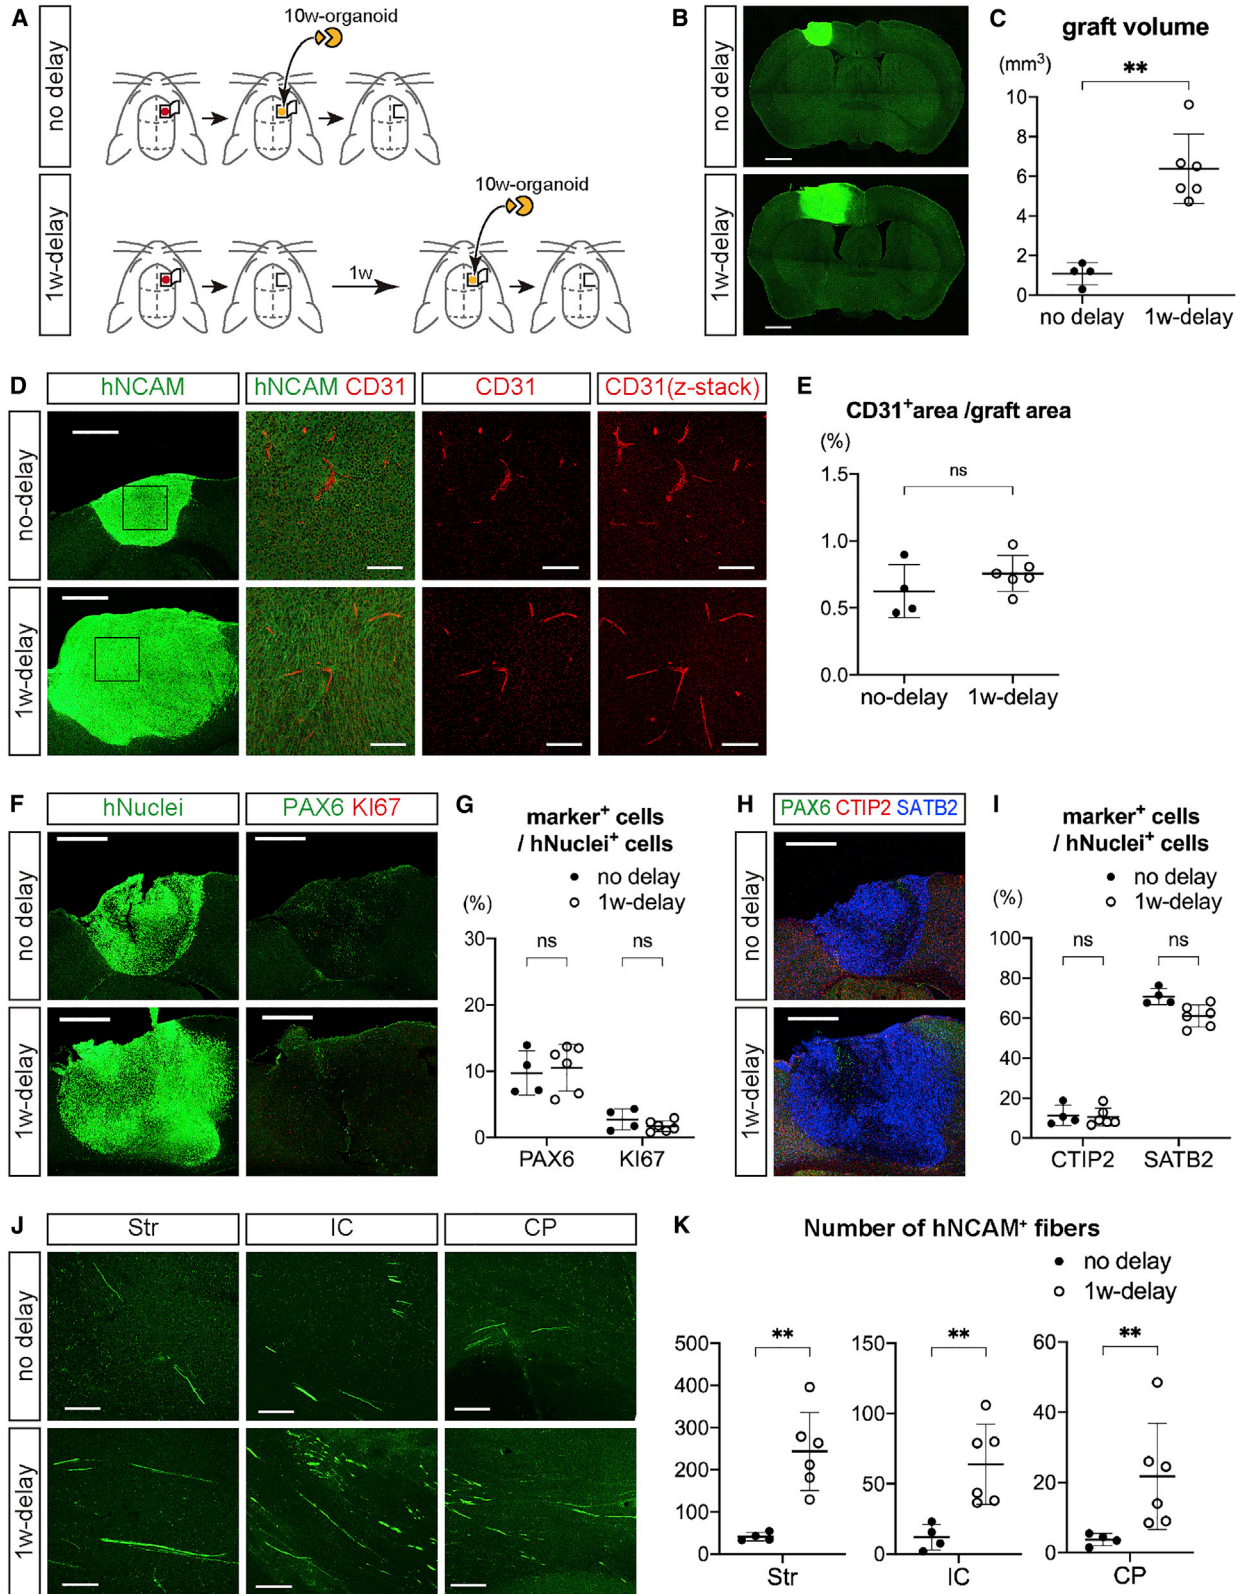 A
no delay
10w-organoid
1w-delay
10w-organoid
1w
B
no delay
1w-delay
C
graft volume
(mm³)
**
10
8
6
4
2
0
no delay
1w-delay
D
hNCAM
hNCAM CD31
CD31
CD31(z-stack)
no-delay
1w-delay
E
CD31⁺area /graft area
(%)
ns
1.5
1.0
0.5
0.0
no-delay
1w-delay
F
hNuclei
PAX6 KI67
no delay
1w-delay
G
marker⁺ cells
/ hNuclei⁺ cells
no delay
1w-delay
(%)
30
20
10
0
ns
ns
PAX6
KI67
H
PAX6 CTIP2 SATB2
no delay
1w-delay
I
marker⁺ cells
/ hNuclei⁺ cells
no delay
1w-delay
(%)
100
80
60
40
20
0
ns
ns
CTIP2
SATB2
J
Str
IC
CP
no delay
1w-delay
K
Number of hNCAM⁺ fibers
no delay
1w-delay
500
400
300
200
100
0
**
Str
150
100
50
0
**
IC
60
40
20
0
**
CP